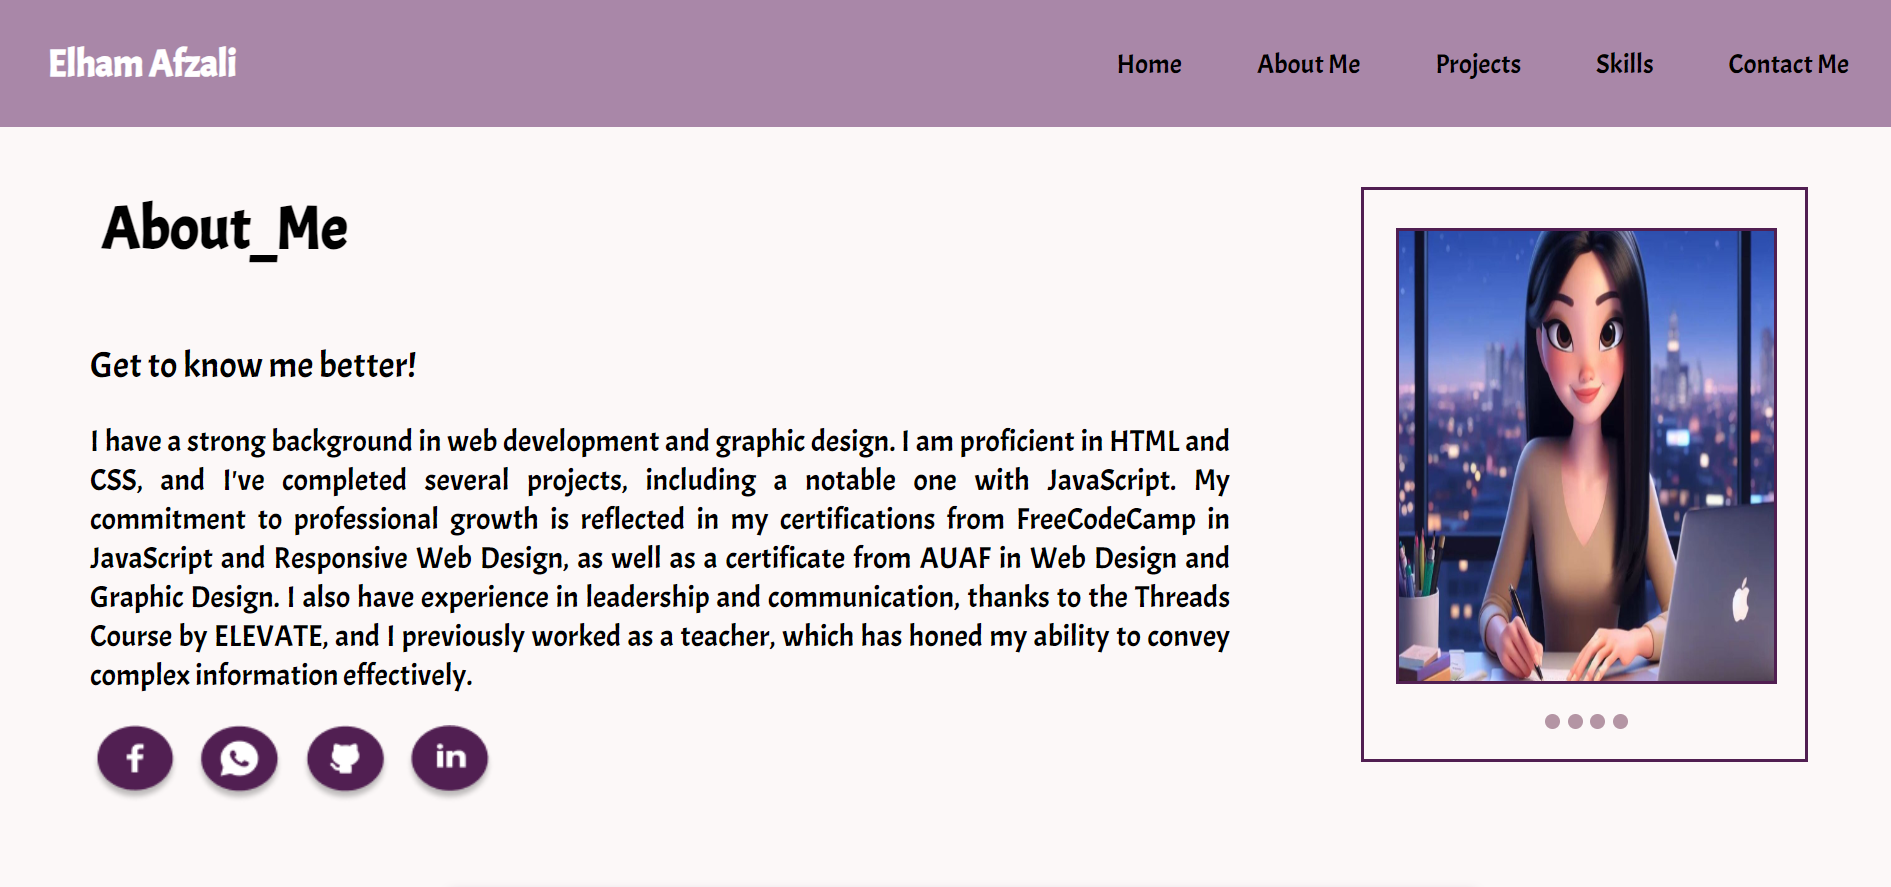 Elham Afzali
Home About Me Projects Skills Contact Me
About_Me
Get to know me better!
I have a strong background in web development and graphic design. I am proficient in HTML and
CSS, and I've completed several projects, including a notable one with JavaScript. My
commitment to professional growth is reflected in my certifications from FreeCodeCamp in
JavaScript and Responsive Web Design, as well as a certificate from AUAF in Web Design and
Graphic Design. I also have experience in leadership and communication, thanks to the Threads
Course by ELEVATE, and I previously worked as a teacher, which has honed my ability to convey
complex information effectively.
f
in